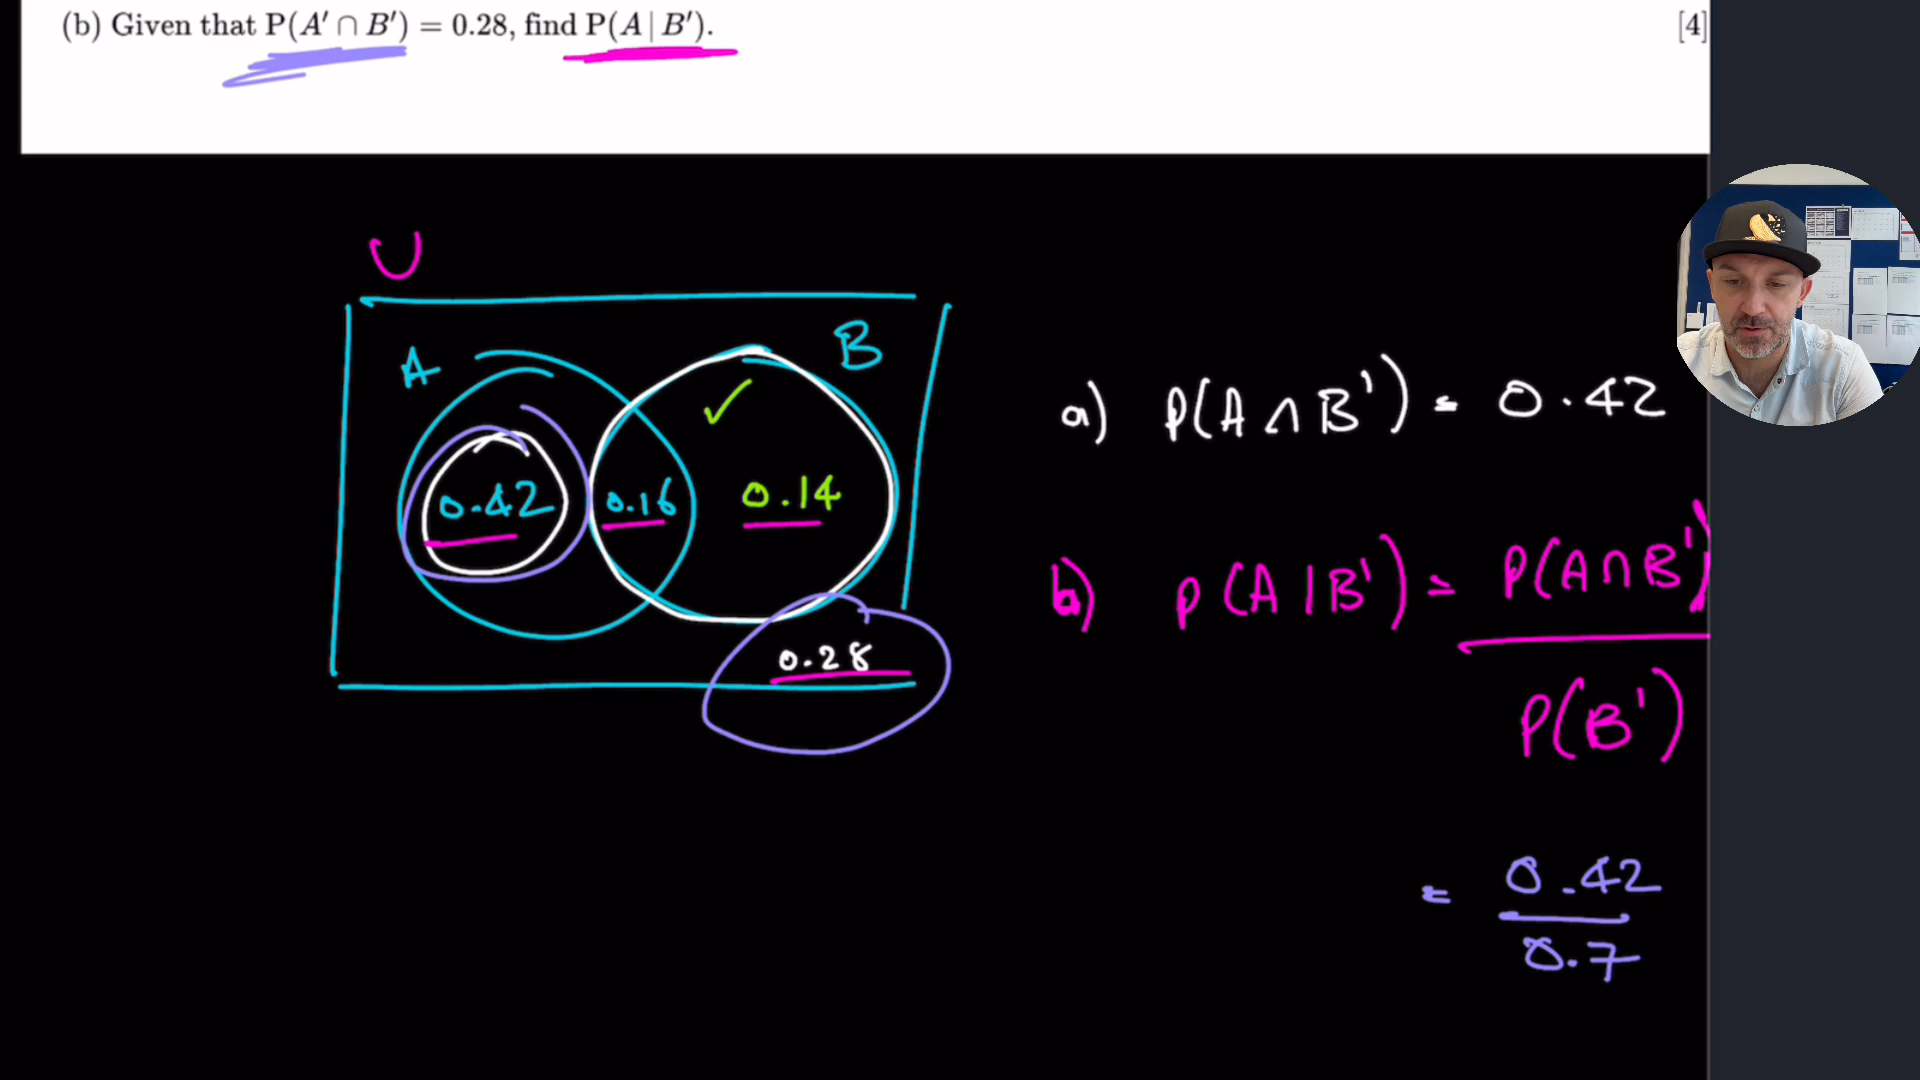 (b) Given that P(A′ ∩ B′) = 0.28, find P(A | B′). [4]
U
A
B
✓
0.42
0.16
0.14
0.28
a) P(A ∩ B') = 0.42
b) P(A | B') = P(A ∩ B')
P(B')
= 0.42
0.7